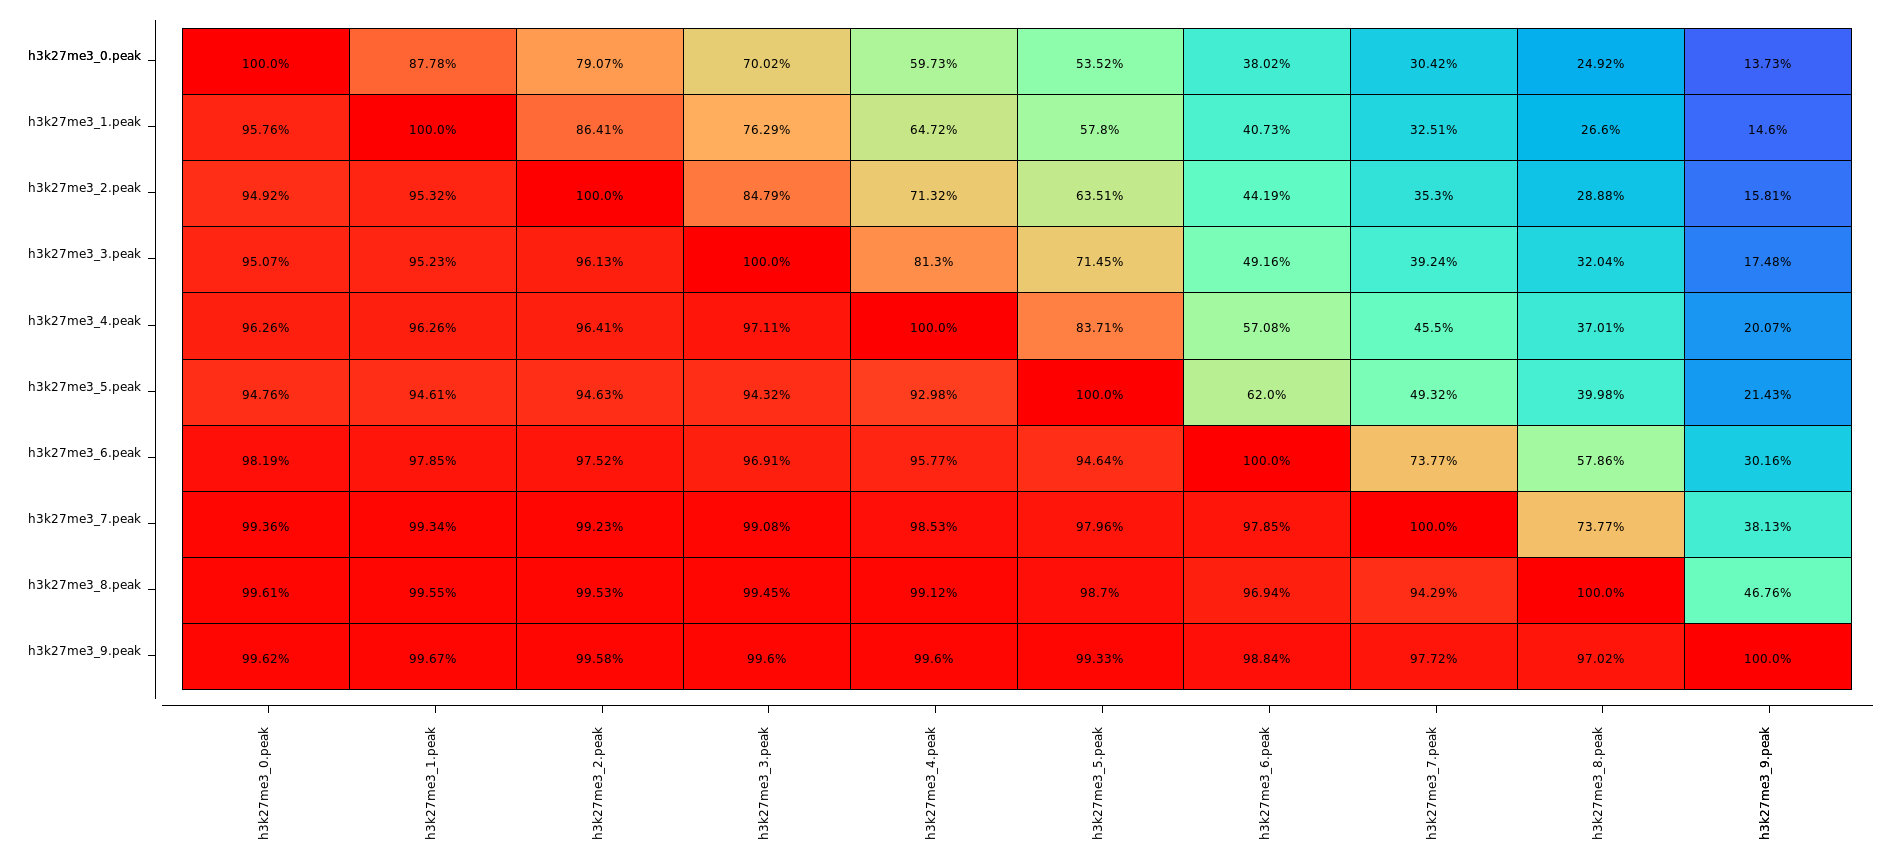 h3k27me3_0.peak 100.0% 87.78% 79.07% 70.02% 59.73% 53.52% 38.02% 30.42% 24.92% 13.73%
h3k27me3_1.peak 95.76% 100.0% 86.41% 76.29% 64.72% 57.8% 40.73% 32.51% 26.6% 14.6%
h3k27me3_2.peak 94.92% 95.32% 100.0% 84.79% 71.32% 63.51% 44.19% 35.3% 28.88% 15.81%
h3k27me3_3.peak 95.07% 95.23% 96.13% 100.0% 81.3% 71.45% 49.16% 39.24% 32.04% 17.48%
h3k27me3_4.peak 96.26% 96.26% 96.41% 97.11% 100.0% 83.71% 57.08% 45.5% 37.01% 20.07%
h3k27me3_5.peak 94.76% 94.61% 94.63% 94.32% 92.98% 100.0% 62.0% 49.32% 39.98% 21.43%
h3k27me3_6.peak 98.19% 97.85% 97.52% 96.91% 95.77% 94.64% 100.0% 73.77% 57.86% 30.16%
h3k27me3_7.peak 99.36% 99.34% 99.23% 99.08% 98.53% 97.96% 97.85% 100.0% 73.77% 38.13%
h3k27me3_8.peak 99.61% 99.55% 99.53% 99.45% 99.12% 98.7% 96.94% 94.29% 100.0% 46.76%
h3k27me3_9.peak 99.62% 99.67% 99.58% 99.6% 99.6% 99.33% 98.84% 97.72% 97.02% 100.0%
h3k27me3_0.peak
h3k27me3_1.peak
h3k27me3_2.peak
h3k27me3_3.peak
h3k27me3_4.peak
h3k27me3_5.peak
h3k27me3_6.peak
h3k27me3_7.peak
h3k27me3_8.peak
h3k27me3_9.peak